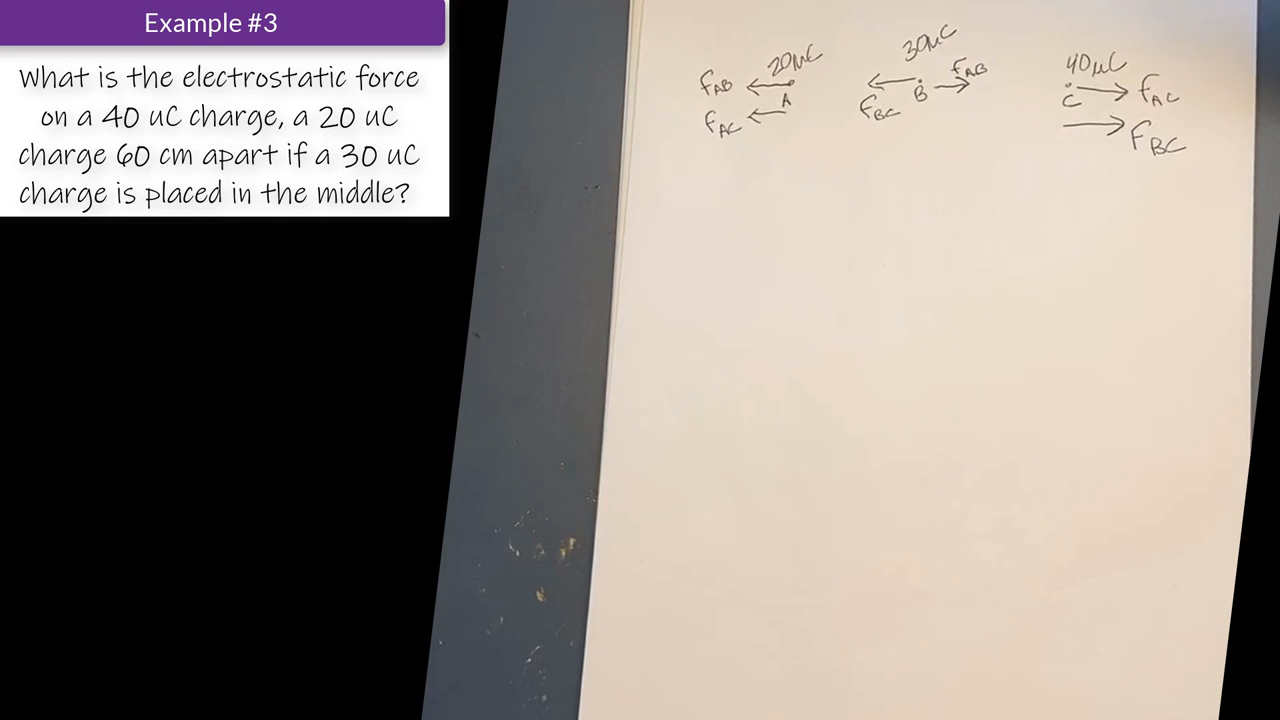 Example #3
What is the electrostatic force
on a 40 uC charge, a 20 uC
charge 60 cm apart if a 30 uC
charge is placed in the middle?
20μC 30μC 40μC
FAB A FBC B FAB C FAC
FAC FBC